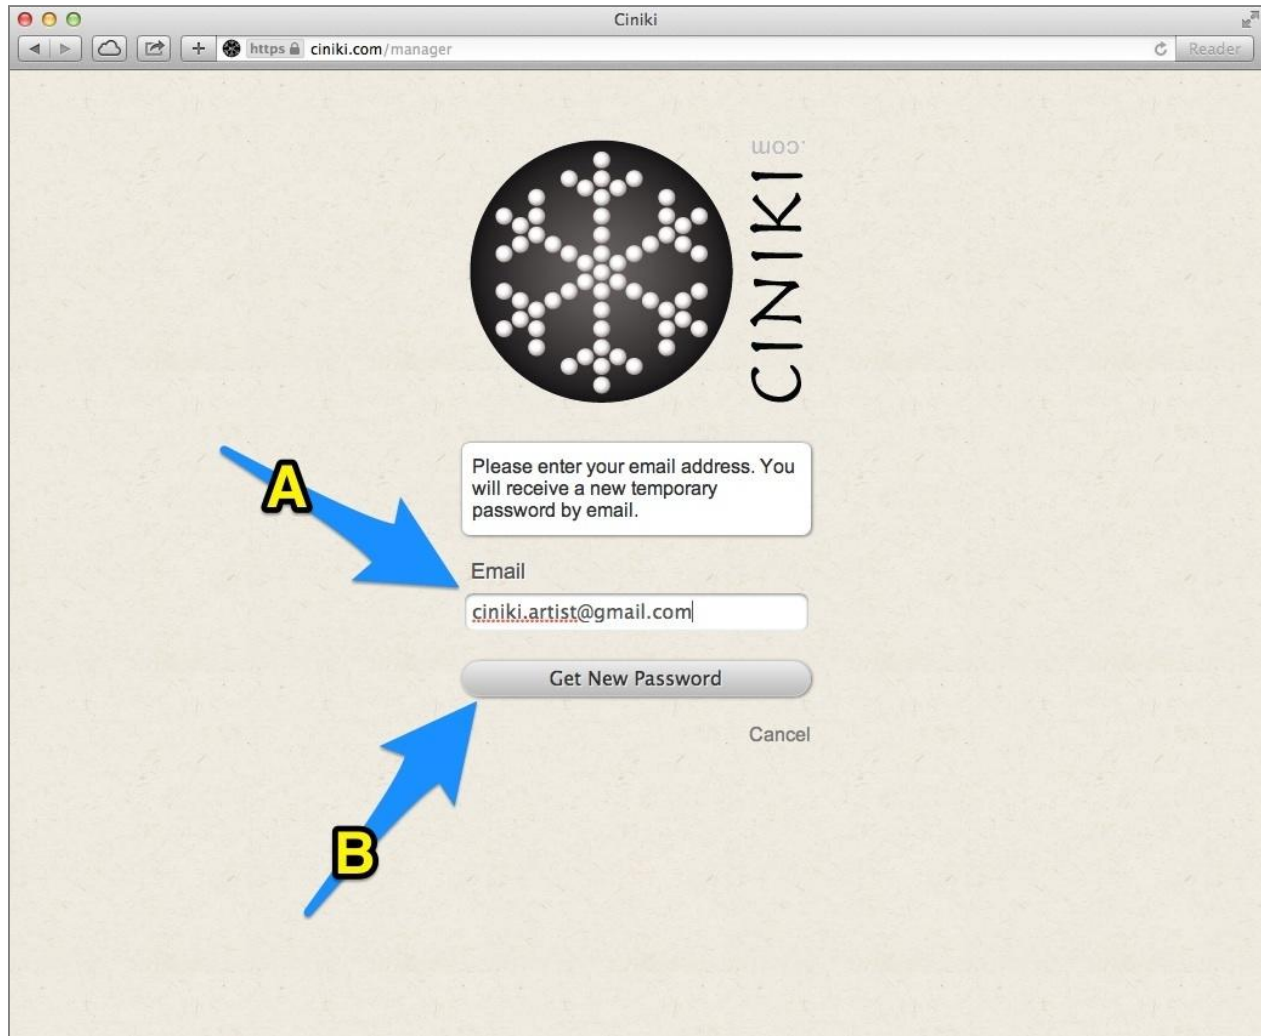 Ciniki
https ciniki.com/manager
Reader
CINIKI.com
A
Please enter your email address. You
will receive a new temporary
password by email.
Email
ciniki.artist@gmail.com
Get New Password
Cancel
B